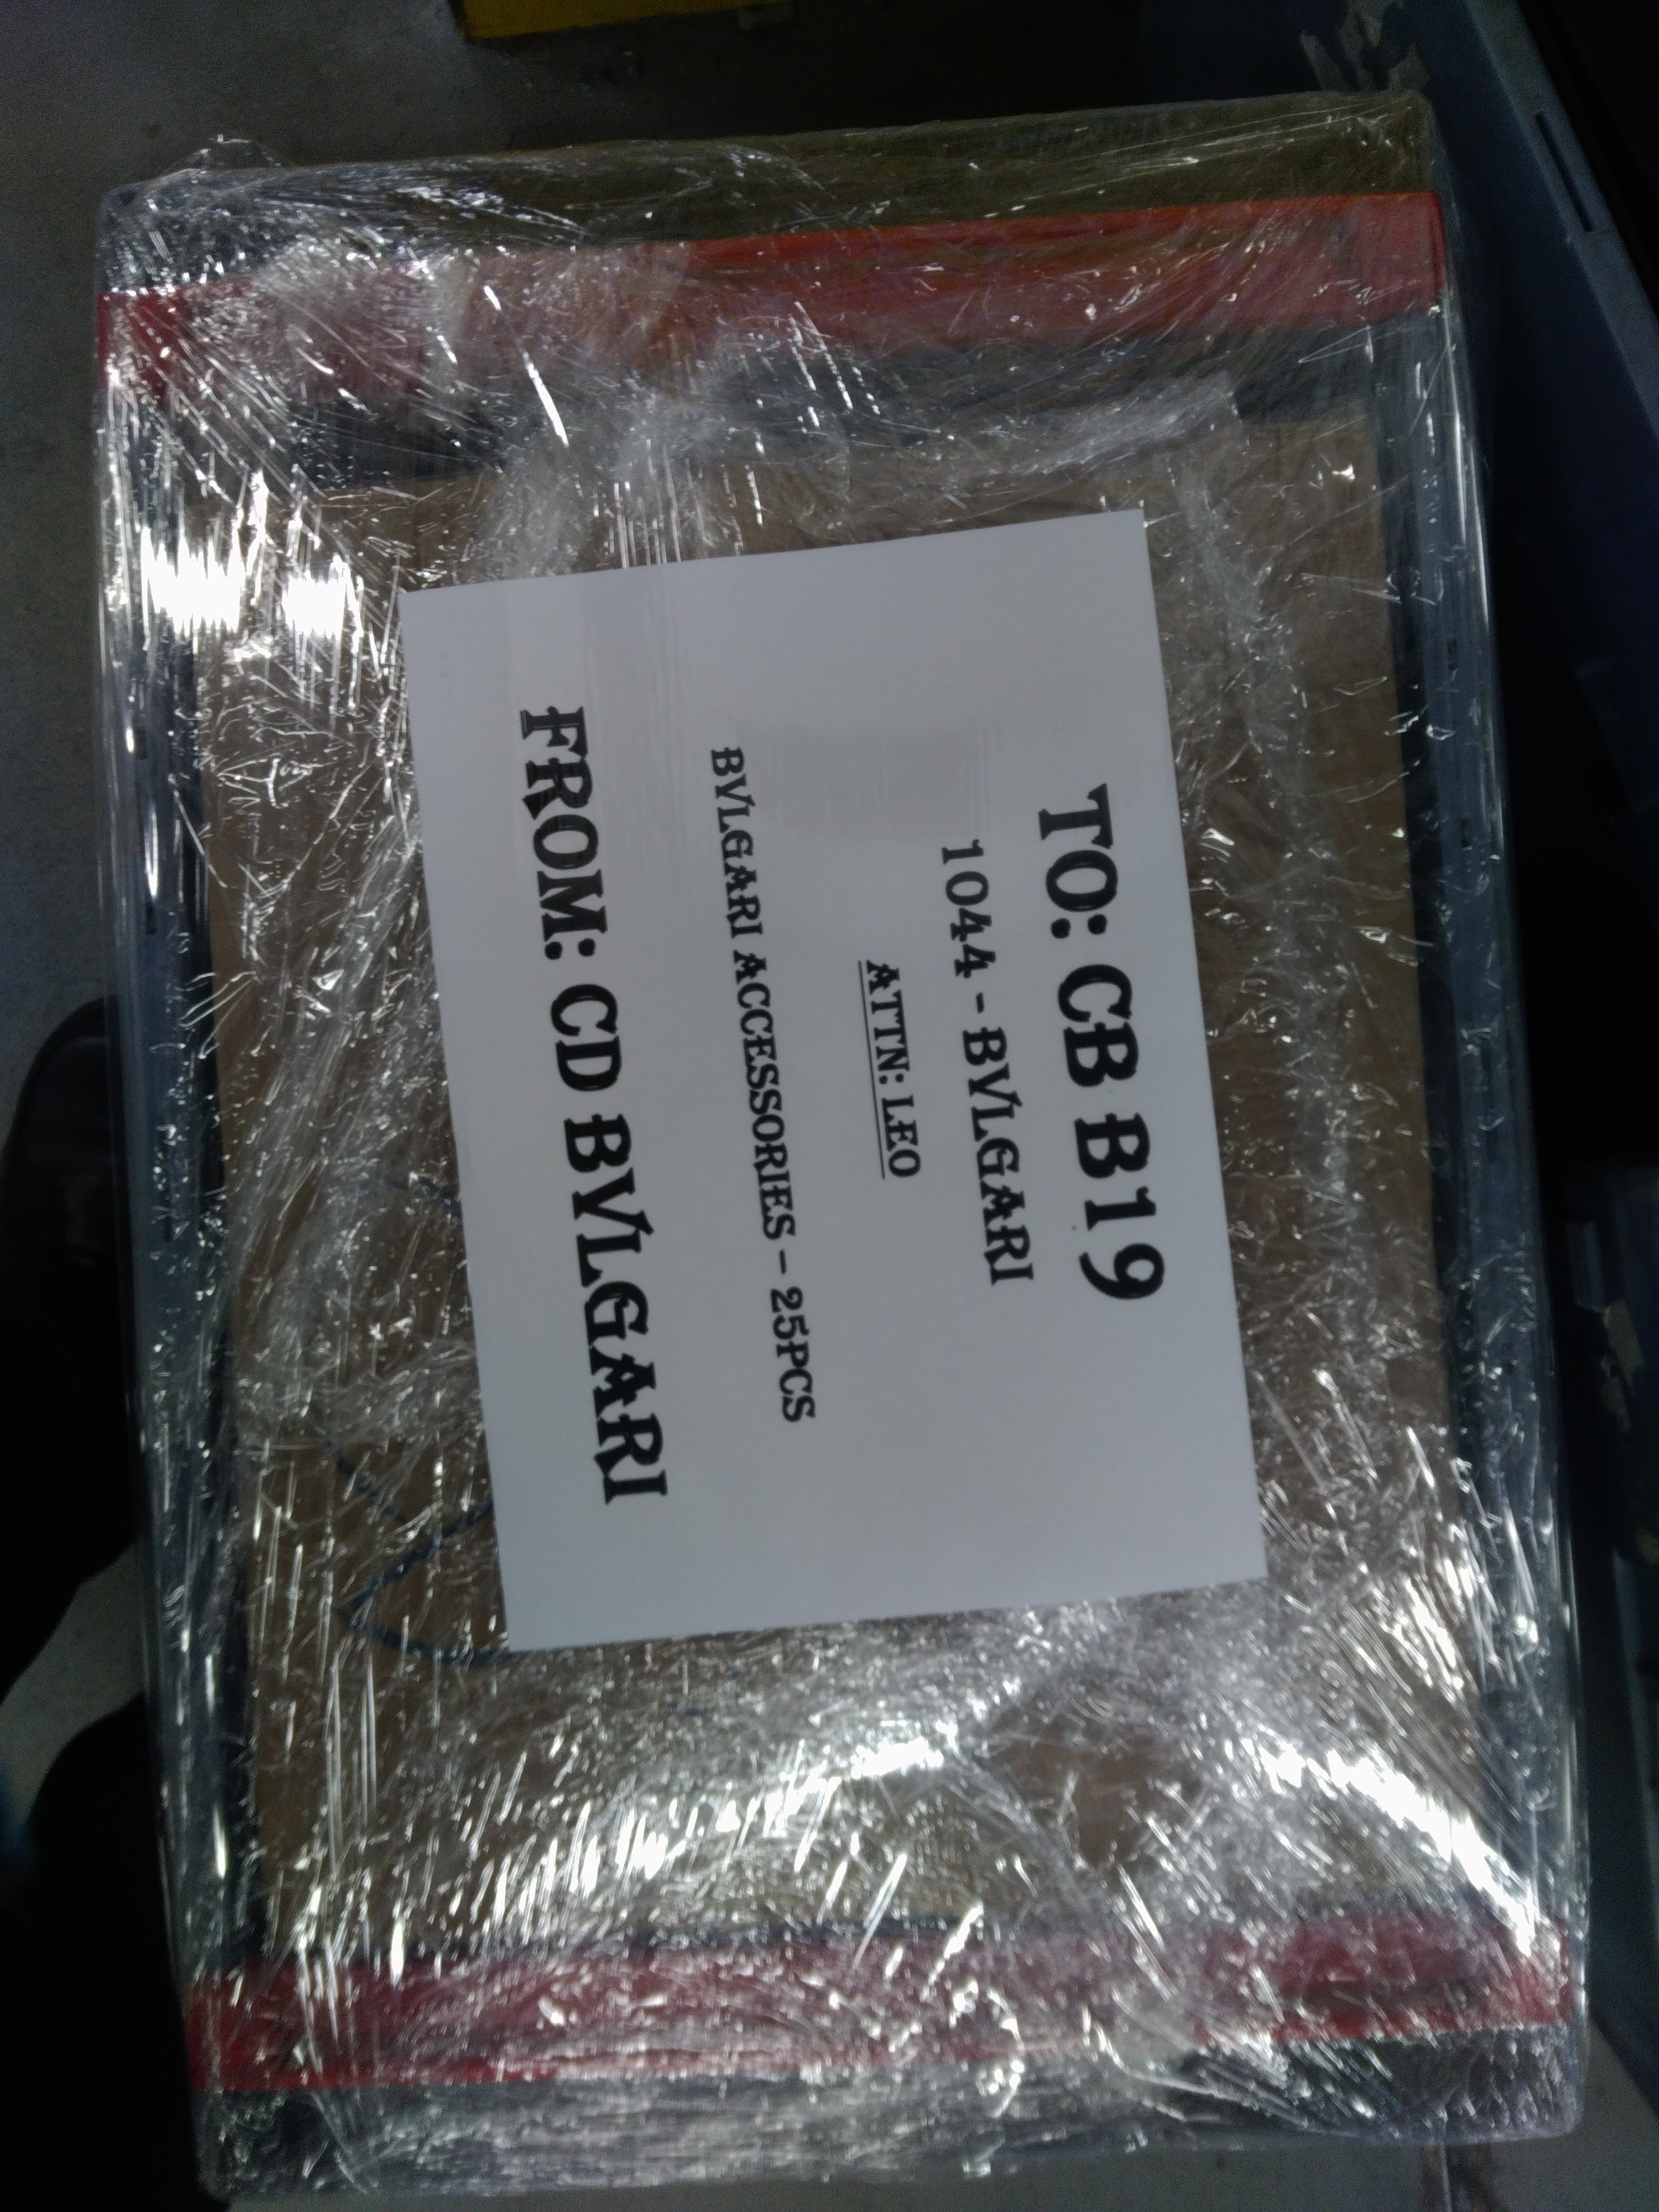 TO: CB B19
1044 - BVLGARI
ATTN: LEO
BVLGARI ACCESSORIES – 25PCS
FROM: CD BVLGARI